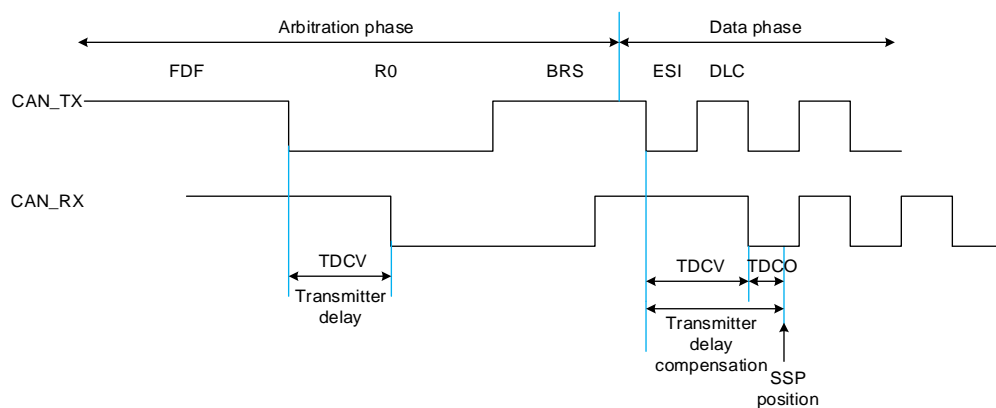 Arbitration phase
Data phase
FDF
R0
BRS
ESI
DLC
CAN_TX
CAN_RX
TDCV
Transmitter
delay
TDCV
TDCO
Transmitter
delay
compensation
SSP
position